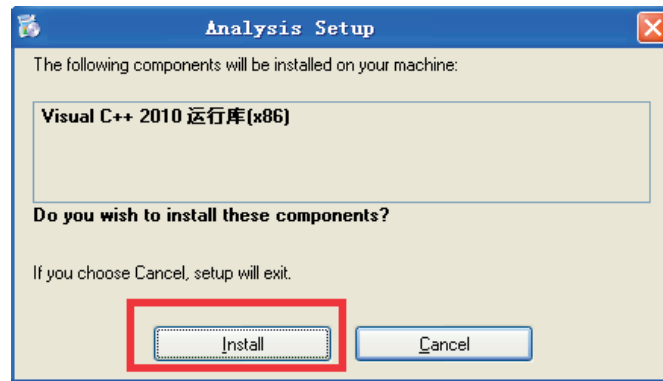 Analysis Setup
The following components will be installed on your machine:
Visual C++ 2010 运行库(x86)
Do you wish to install these components?
If you choose Cancel, setup will exit.
Install
Cancel